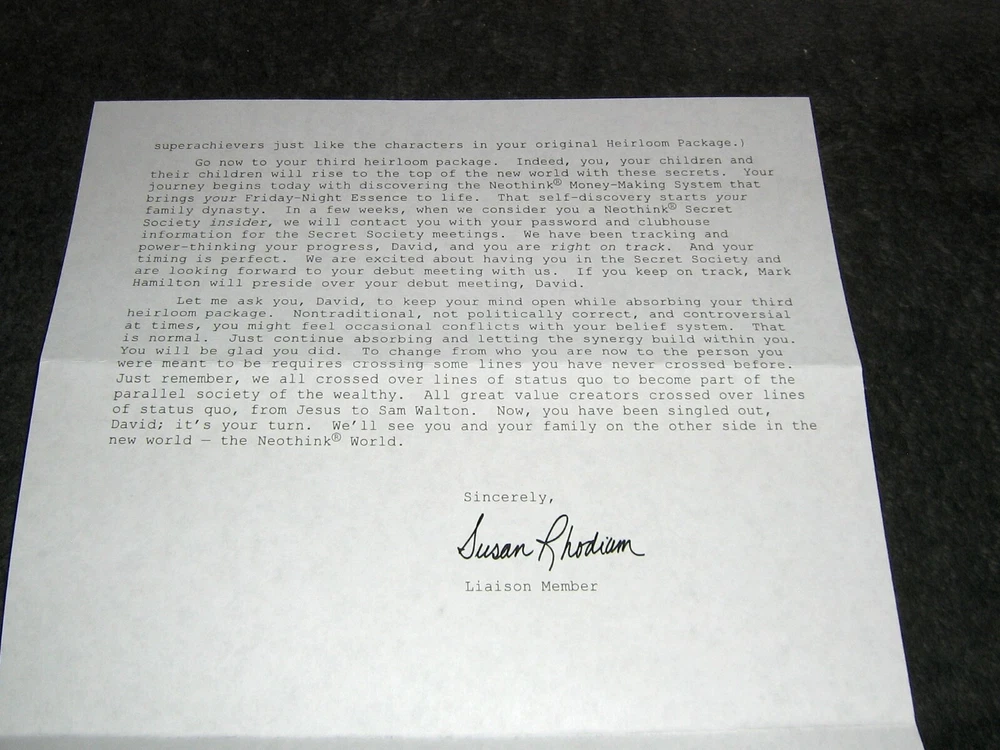 superachievers just like the characters in your original Heirloom Package.)
Go now to your third heirloom package. Indeed, you, your children and
their children will rise to the top of the new world with these secrets. Your
journey begins today with discovering the Neothink® Money-Making System that
brings your Friday-Night Essence to life. That self-discovery starts your
family dynasty. In a few weeks, when we consider you a Neothink® Secret
Society insider, we will contact you with your password and clubhouse
information for the Secret Society meetings. We have been tracking and
power-thinking your progress, David, and you are right on track. And your
timing is perfect. We are excited about having you in the Secret Society and
are looking forward to your debut meeting with us. If you keep on track, Mark
Hamilton will preside over your debut meeting, David.
Let me ask you, David, to keep your mind open while absorbing your third
heirloom package. Nontraditional, not politically correct, and controversial
at times, you might feel occasional conflicts with your belief system. That
is normal. Just continue absorbing and letting the synergy build within you.
You will be glad you did. To change from who you are now to the person you
were meant to be requires crossing some lines you have never crossed before.
Just remember, we all crossed over lines of status quo to become part of the
parallel society of the wealthy. All great value creators crossed over lines
of status quo, from Jesus to Sam Walton. Now, you have been singled out,
David; it's your turn. We'll see you and your family on the other side in the
new world — the Neothink® World.
Sincerely,
Susan Rhodium
Liaison Member